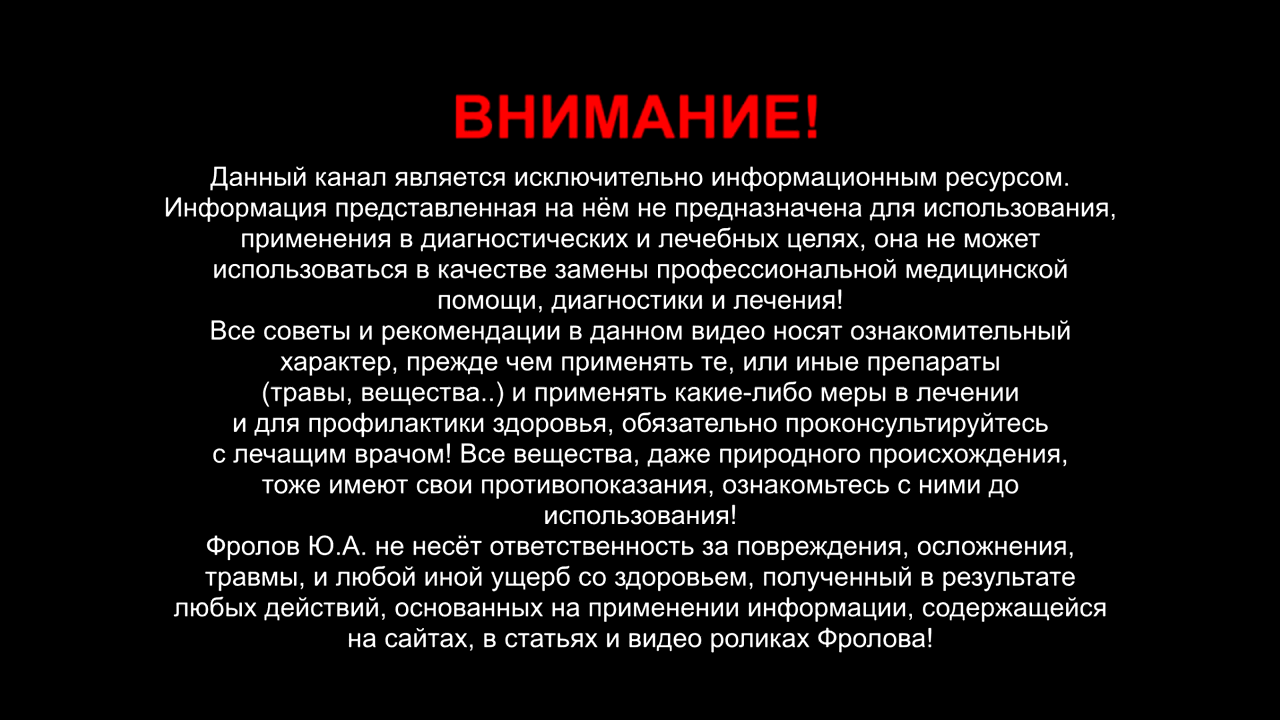 ВНИМАНИЕ!
Данный канал является исключительно информационным ресурсом.
Информация представленная на нём не предназначена для использования,
применения в диагностических и лечебных целях, она не может
использоваться в качестве замены профессиональной медицинской
помощи, диагностики и лечения!
Все советы и рекомендации в данном видео носят ознакомительный
характер, прежде чем применять те, или иные препараты
(травы, вещества..) и применять какие-либо меры в лечении
и для профилактики здоровья, обязательно проконсультируйтесь
с лечащим врачом! Все вещества, даже природного происхождения,
тоже имеют свои противопоказания, ознакомьтесь с ними до
использования!
Фролов Ю.А. не несёт ответственность за повреждения, осложнения,
травмы, и любой иной ущерб со здоровьем, полученный в результате
любых действий, основанных на применении информации, содержащейся
на сайтах, в статьях и видео роликах Фролова!